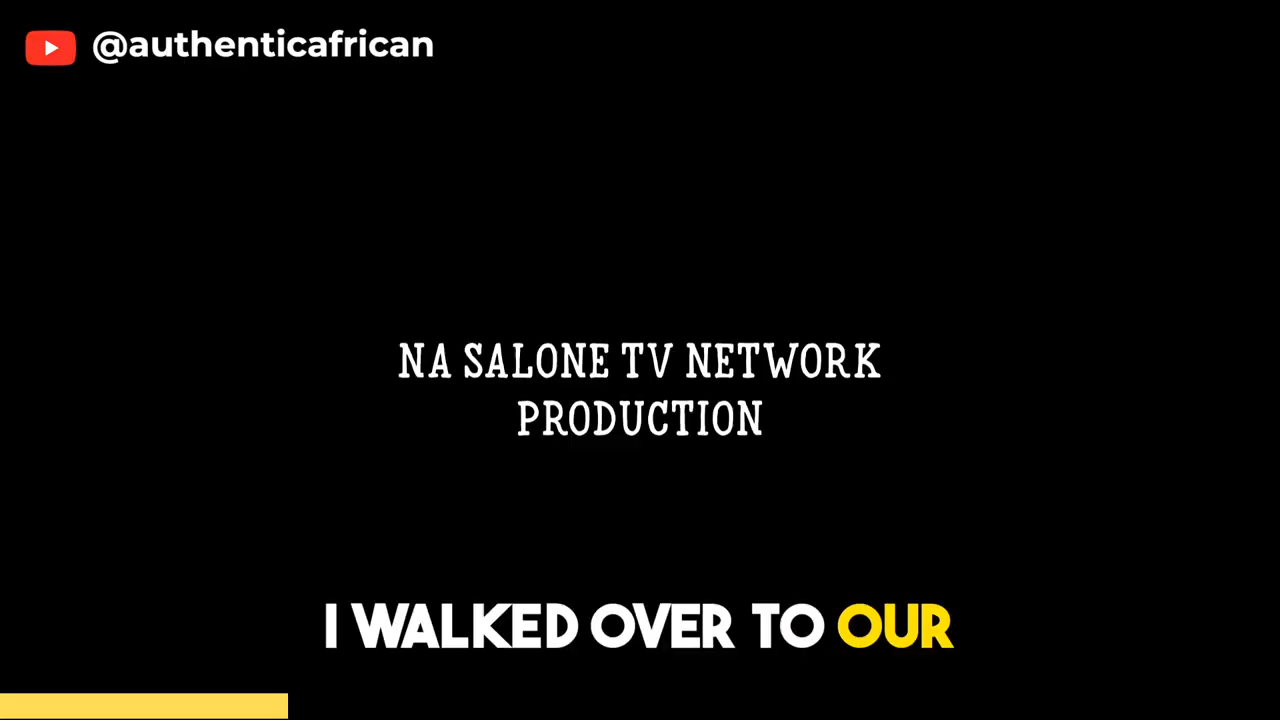 @authenticafrican
NA SALONE TV NETWORK
PRODUCTION
I WALKED OVER TO OUR